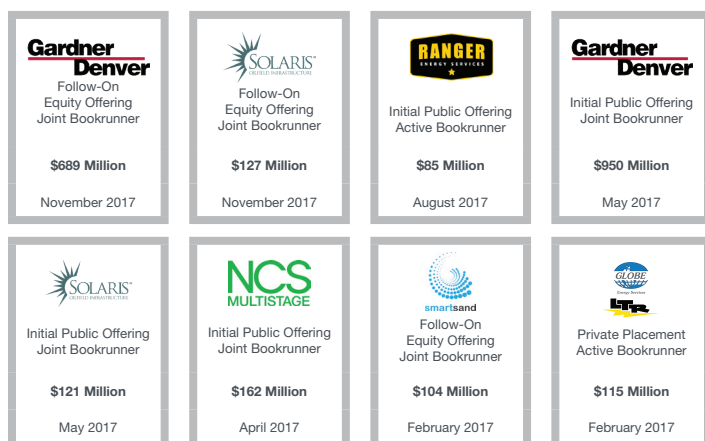 Gardner
Denver
Follow-On
Equity Offering
Joint Bookrunner
$689 Million
November 2017
SOLARIS
OILFIELD INFRASTRUCTURE
Follow-On
Equity Offering
Joint Bookrunner
$127 Million
November 2017
RANGER
ENERGY SERVICES
Initial Public Offering
Active Bookrunner
$85 Million
August 2017
Gardner
Denver
Initial Public Offering
Joint Bookrunner
$950 Million
May 2017
SOLARIS
OILFIELD INFRASTRUCTURE
Initial Public Offering
Joint Bookrunner
$121 Million
May 2017
NCS
MULTISTAGE
Initial Public Offering
Joint Bookrunner
$162 Million
April 2017
smartsand
Follow-On
Equity Offering
Joint Bookrunner
$104 Million
February 2017
GLOBE
Energy Services
LTR
Private Placement
Active Bookrunner
$115 Million
February 2017